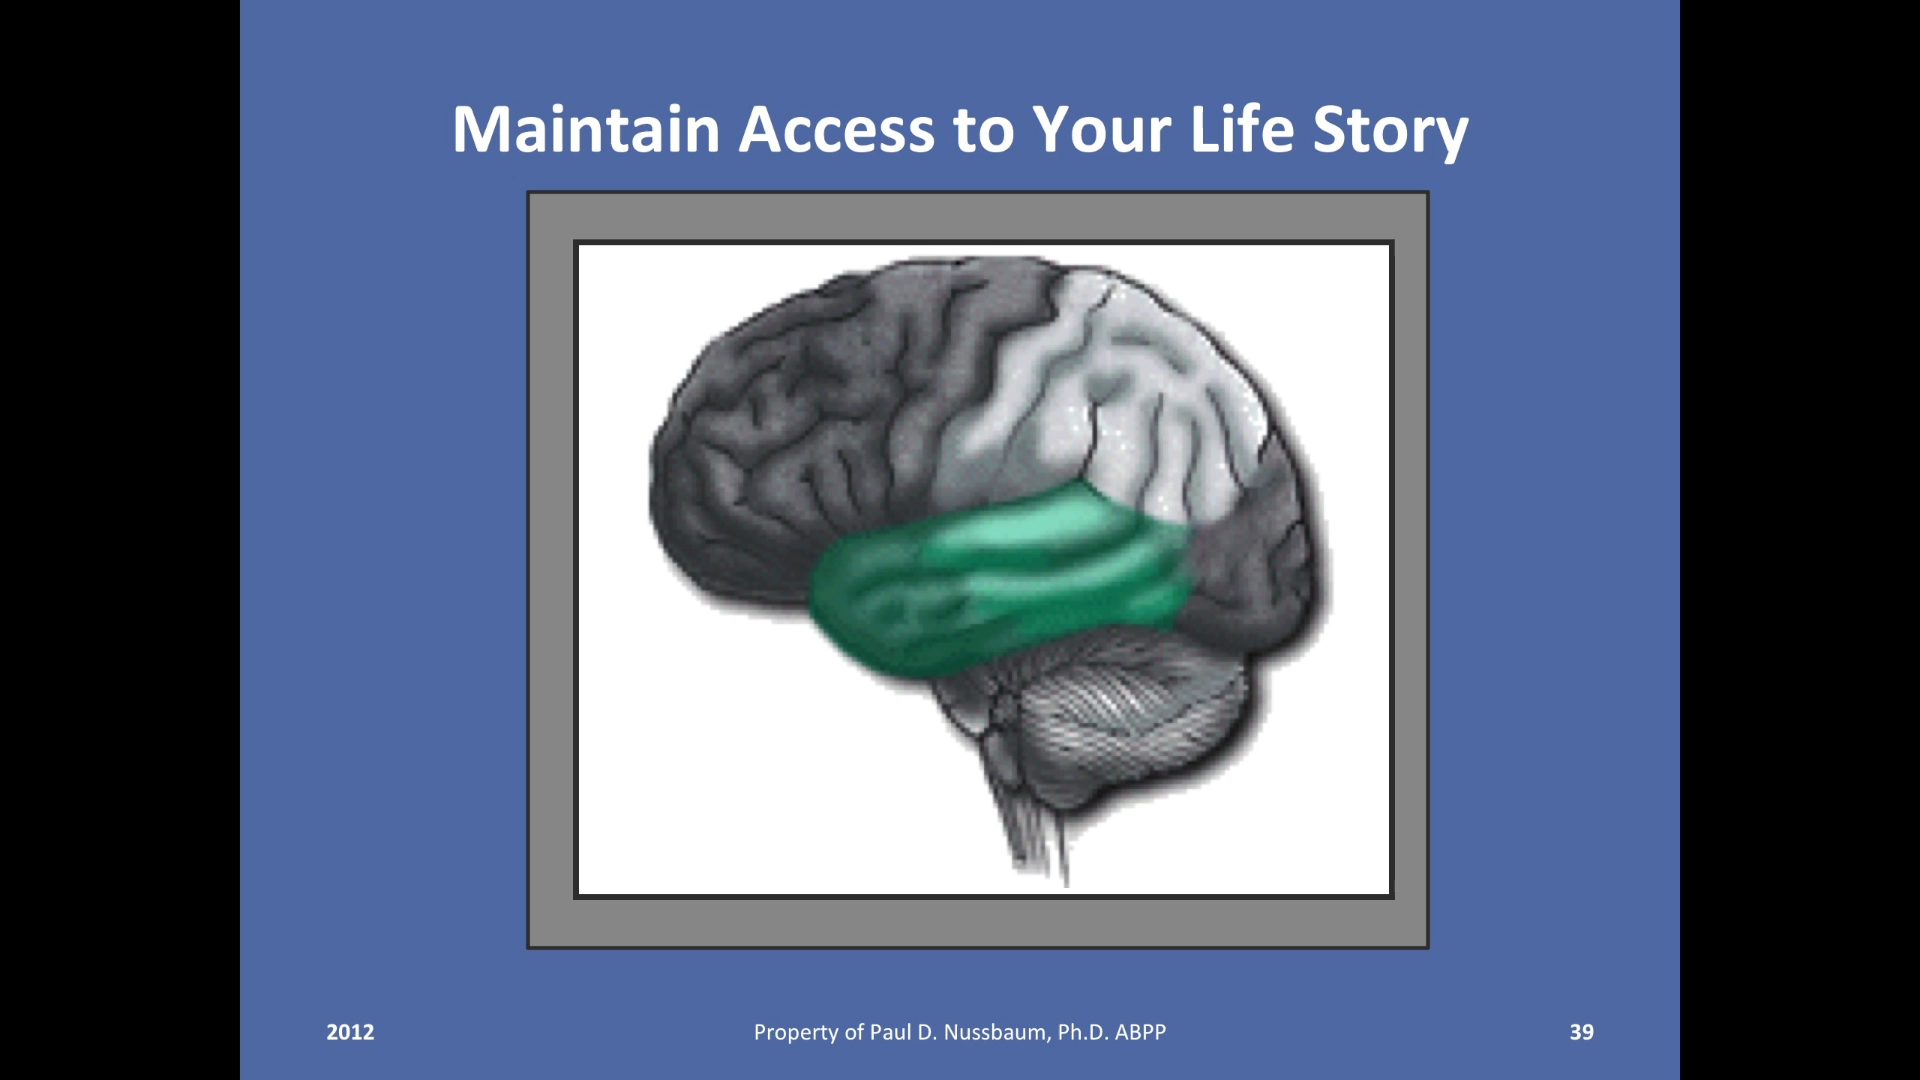 Maintain Access to Your Life Story
2012
Property of Paul D. Nussbaum, Ph.D. ABPP
39